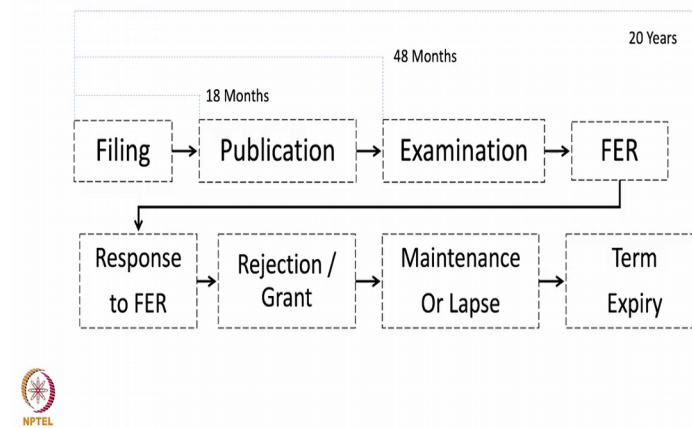 20 Years
48 Months
18 Months
Filing
Publication
Examination
FER
Response
to FER
Rejection /
Grant
Maintenance
Or Lapse
Term
Expiry
NPTEL